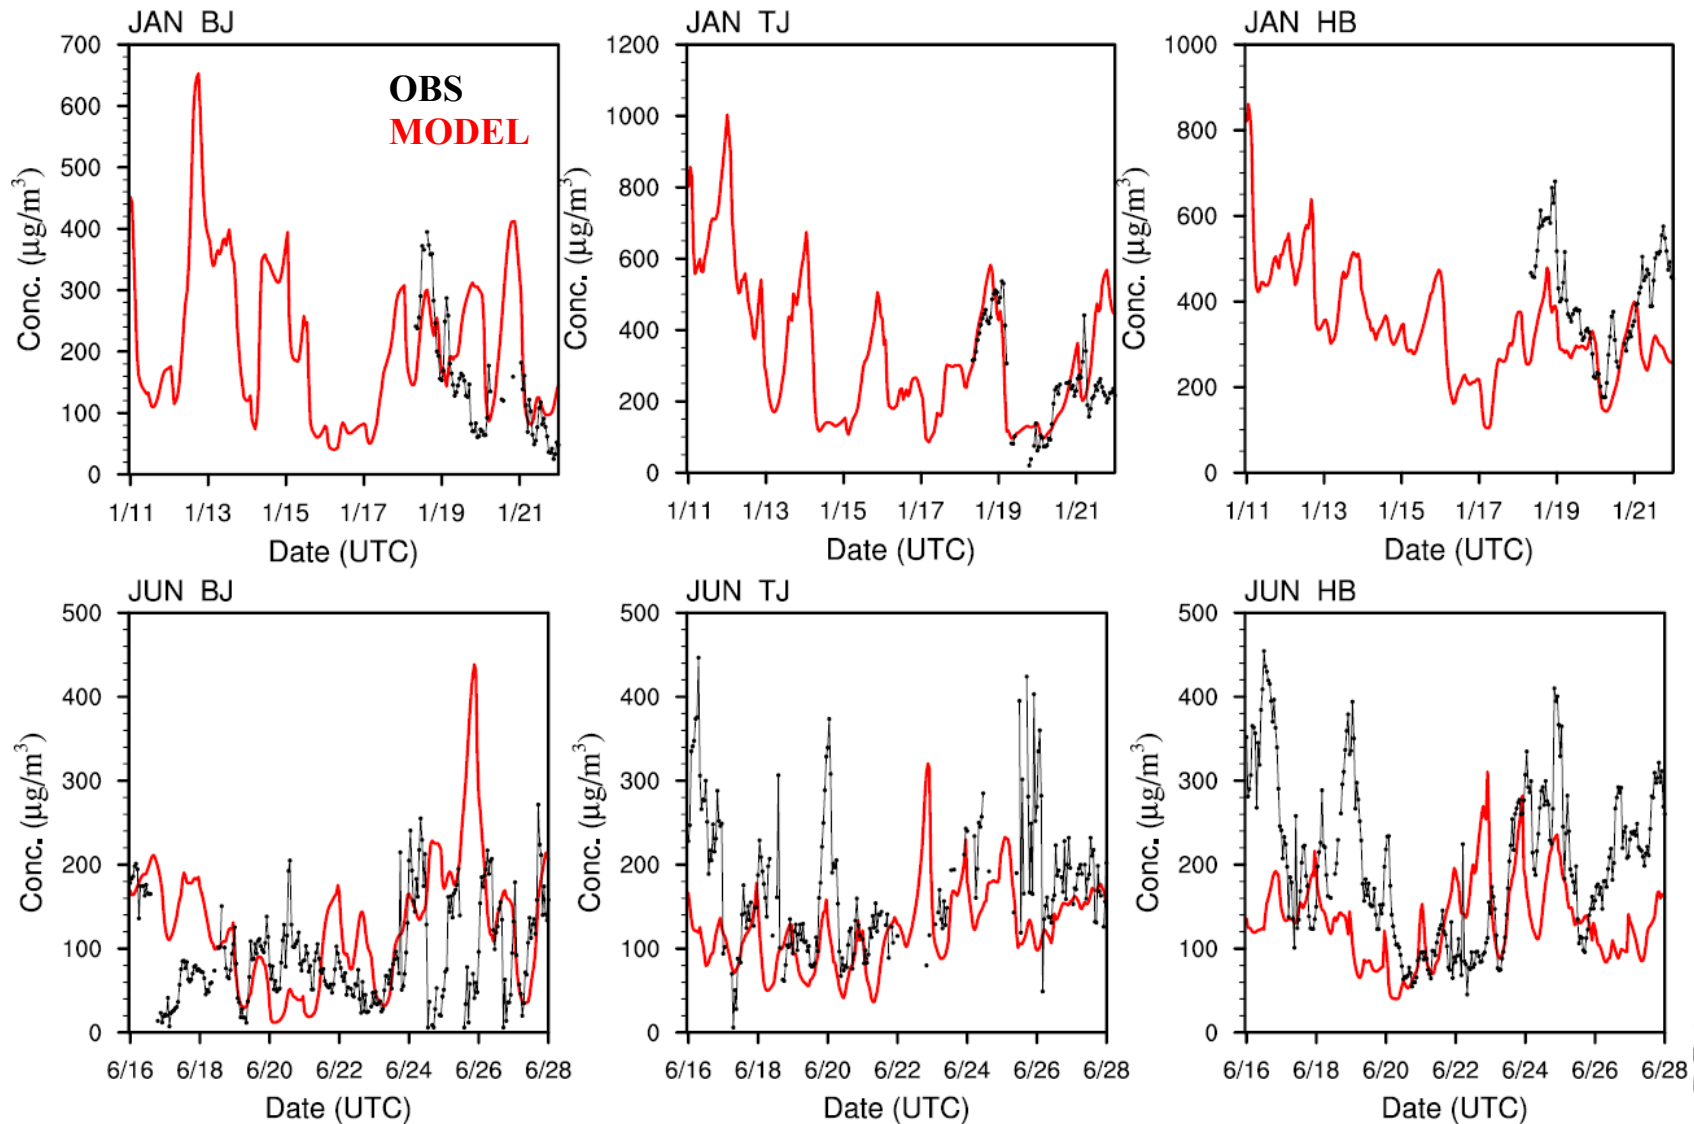 JAN BJ
700
600
500
400
300
200
100
0
Conc. (µg/m³)
OBS
MODEL
1/11 1/13 1/15 1/17 1/19 1/21
Date (UTC)
JAN TJ
1200
1000
800
600
400
200
0
Conc. (µg/m³)
1/11 1/13 1/15 1/17 1/19 1/21
Date (UTC)
JAN HB
1000
800
600
400
200
0
Conc. (µg/m³)
1/11 1/13 1/15 1/17 1/19 1/21
Date (UTC)
JUN BJ
500
400
300
200
100
0
Conc. (µg/m³)
6/16 6/18 6/20 6/22 6/24 6/26 6/28
Date (UTC)
JUN TJ
500
400
300
200
100
0
Conc. (µg/m³)
6/16 6/18 6/20 6/22 6/24 6/26 6/28
Date (UTC)
JUN HB
500
400
300
200
100
0
Conc. (µg/m³)
6/16 6/18 6/20 6/22 6/24 6/26 6/28
Date (UTC)